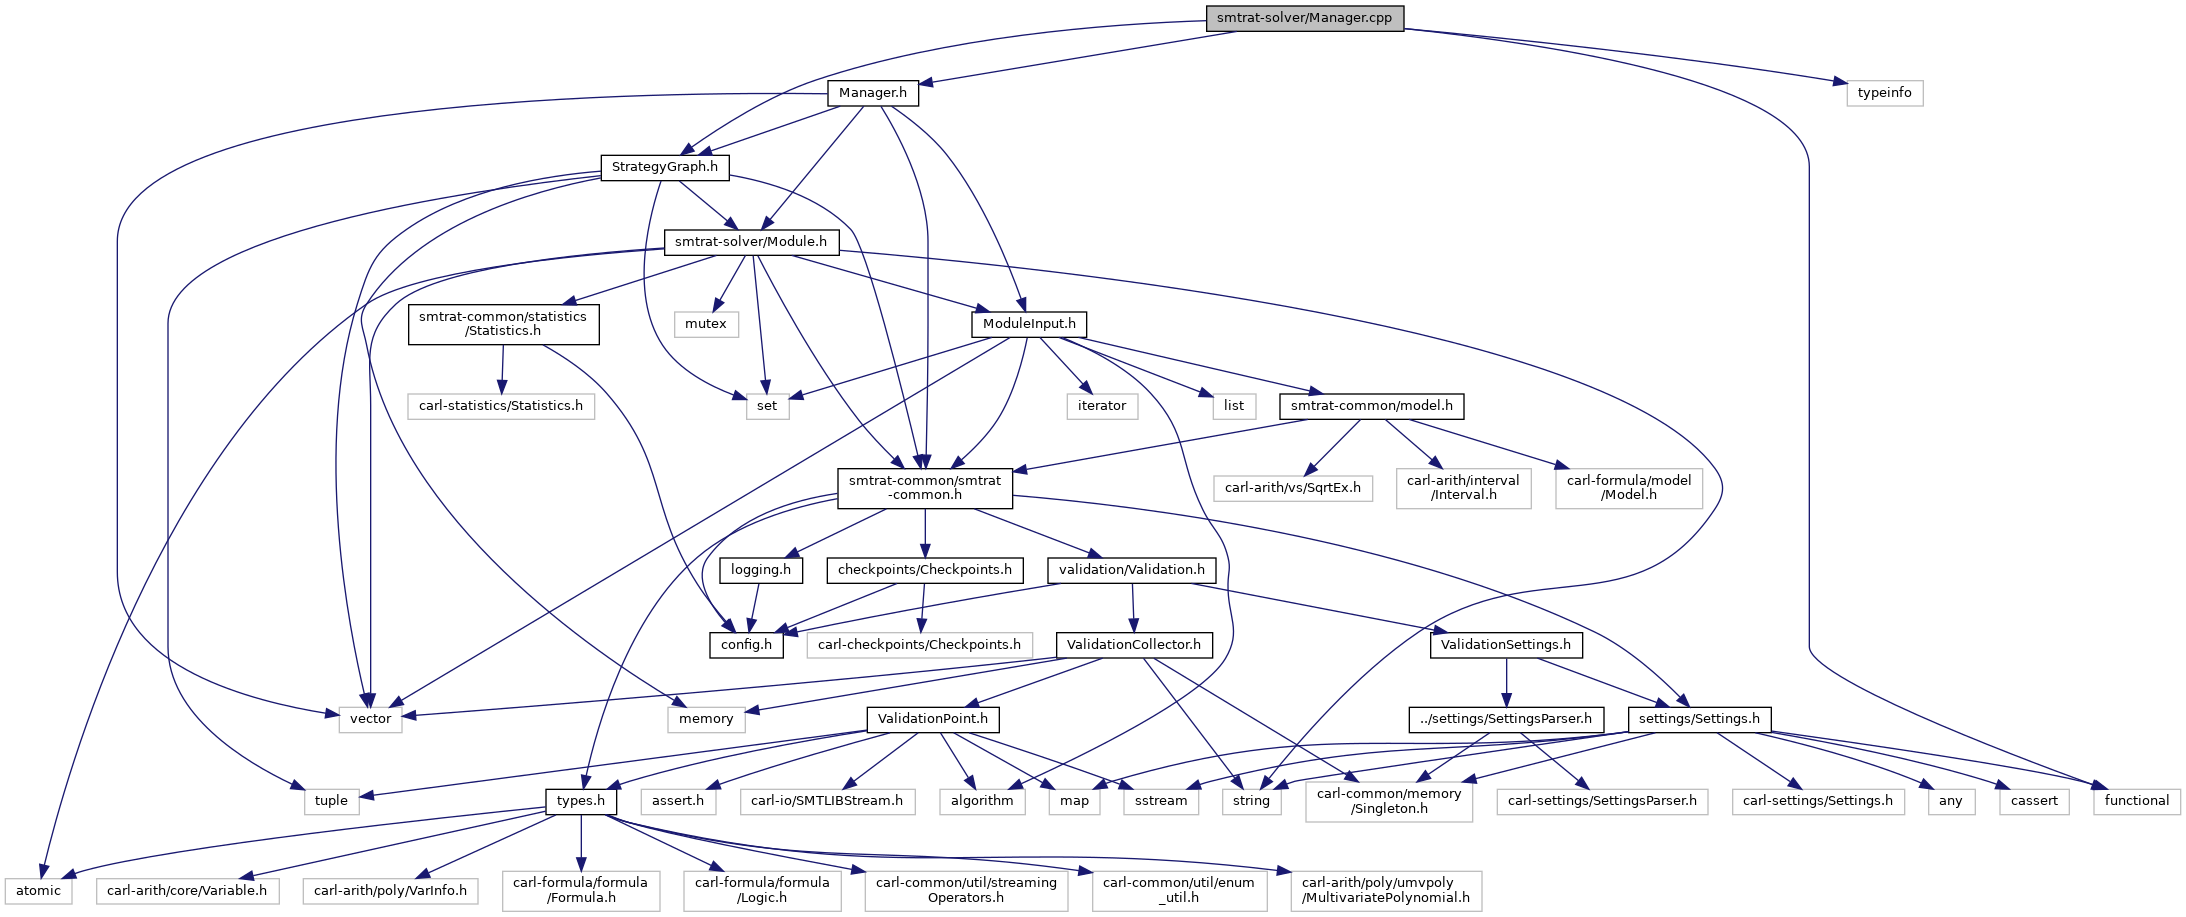 smtrat-solver/Manager.cpp
Manager.h
typeinfo
StrategyGraph.h
smtrat-solver/Module.h
smtrat-common/statistics
/Statistics.h
mutex
ModuleInput.h
carl-statistics/Statistics.h
set
iterator
list
smtrat-common/model.h
smtrat-common/smtrat
-common.h
carl-arith/vs/SqrtEx.h
carl-arith/interval
/Interval.h
carl-formula/model
/Model.h
logging.h
checkpoints/Checkpoints.h
validation/Validation.h
config.h
carl-checkpoints/Checkpoints.h
ValidationCollector.h
ValidationSettings.h
vector
memory
ValidationPoint.h
../settings/SettingsParser.h
settings/Settings.h
tuple
types.h
assert.h
carl-io/SMTLIBStream.h
algorithm
map
sstream
string
carl-common/memory
/Singleton.h
carl-settings/SettingsParser.h
carl-settings/Settings.h
any
cassert
functional
atomic
carl-arith/core/Variable.h
carl-arith/poly/VarInfo.h
carl-formula/formula
/Formula.h
carl-formula/formula
/Logic.h
carl-common/util/streaming
Operators.h
carl-common/util/enum
_util.h
carl-arith/poly/umvpoly
/MultivariatePolynomial.h